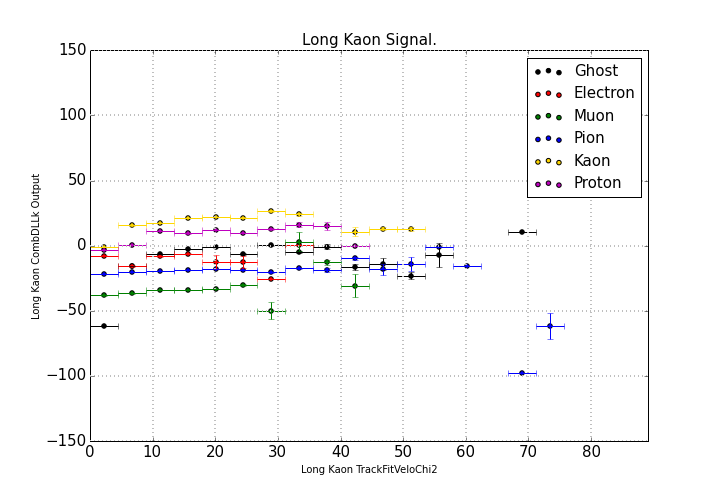 Long Kaon Signal.
150
100
50
0
−50
−100
−150
Long Kaon CombDLLk Output
0 10 20 30 40 50 60 70 80
Long Kaon TrackFitVeloChi2
Ghost
Electron
Muon
Pion
Kaon
Proton